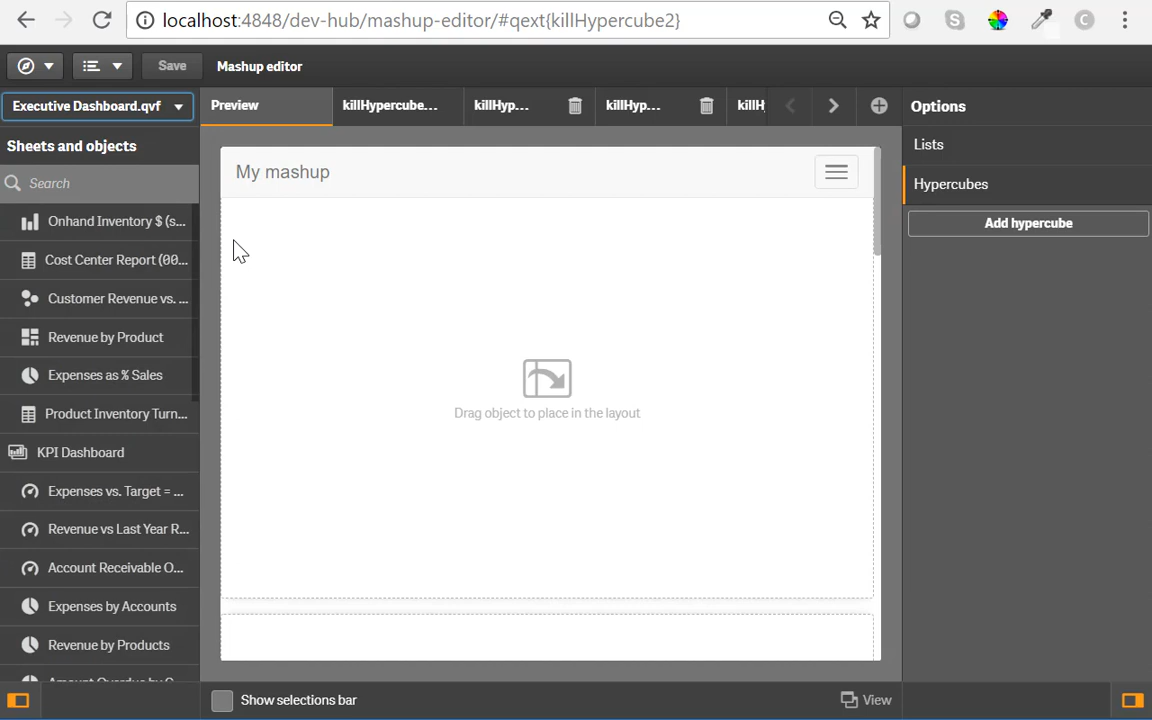 localhost:4848/dev-hub/mashup-editor/#qext{killHypercube2}
Save
Mashup editor
Executive Dashboard.qvf
Preview
killHypercube...
killHyp...
killHyp...
killH
Options
Sheets and objects
Lists
Search
Hypercubes
Add hypercube
My mashup
Onhand Inventory $ (s...
Cost Center Report (00...
Customer Revenue vs. ...
Revenue by Product
Expenses as % Sales
Product Inventory Turn...
KPI Dashboard
Expenses vs. Target = ...
Revenue vs Last Year R...
Account Receivable O...
Expenses by Accounts
Revenue by Products
Drag object to place in the layout
Show selections bar
View